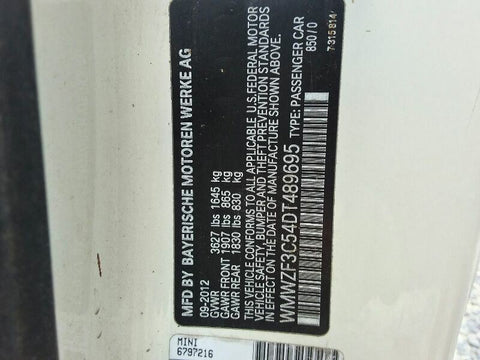 MFD BY BAYERISCHE MOTOREN WERKE AG
09-2012
GVWR 3627 lbs 1645 kg
GAWR FRONT 1907 lbs 865 kg
GAWR REAR 1830 lbs 830 kg
THIS VEHICLE CONFORMS TO ALL APPLICABLE U.S. FEDERAL MOTOR
VEHICLE SAFETY, BUMPER AND THEFT PREVENTION STANDARDS
IN EFFECT ON THE DATE OF MANUFACTURE SHOWN ABOVE.
WMWZF3C54DT489695 TYPE: PASSENGER CAR
850/0
7315814
MINI
6797216